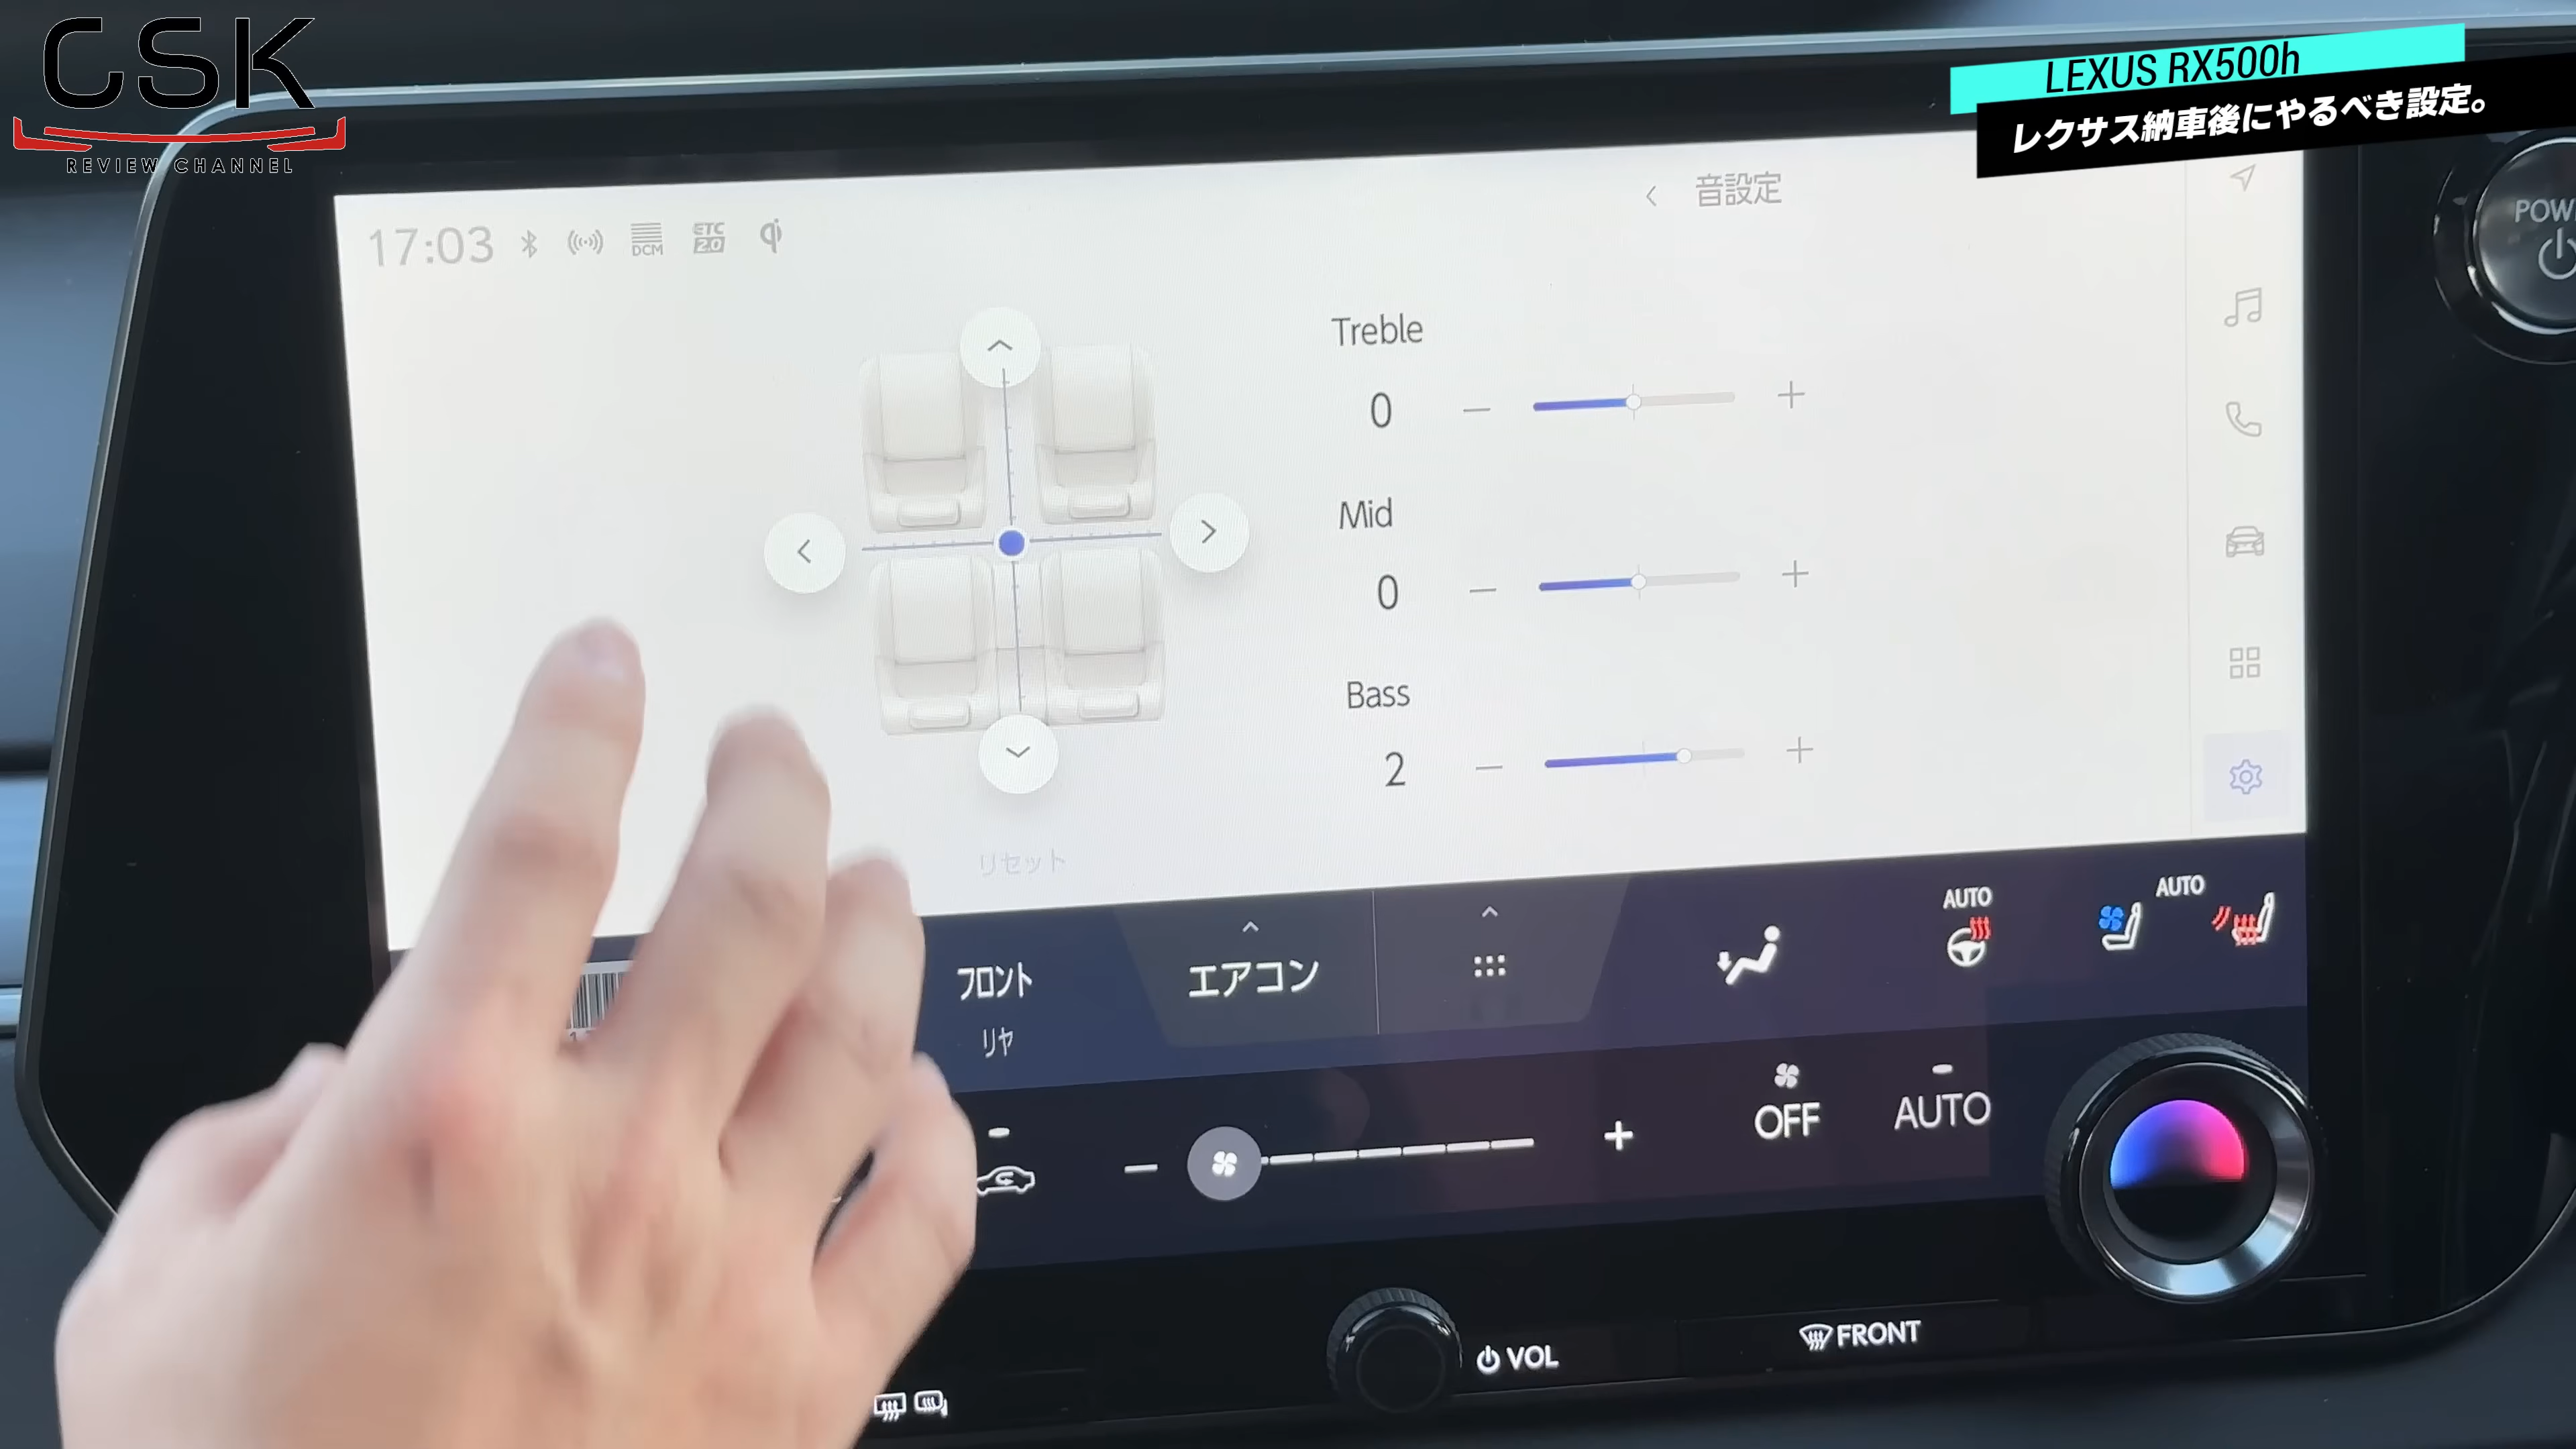 CSK
REVIEW CHANNEL
LEXUS RX500h
レクサス納車後にやるべき設定。
POW
17:03
DCM
ETC
2.0
音設定
Treble
0
Mid
0
Bass
2
リセット
フロント
リヤ
エアコン
AUTO
AUTO
OFF
AUTO
VOL
FRONT